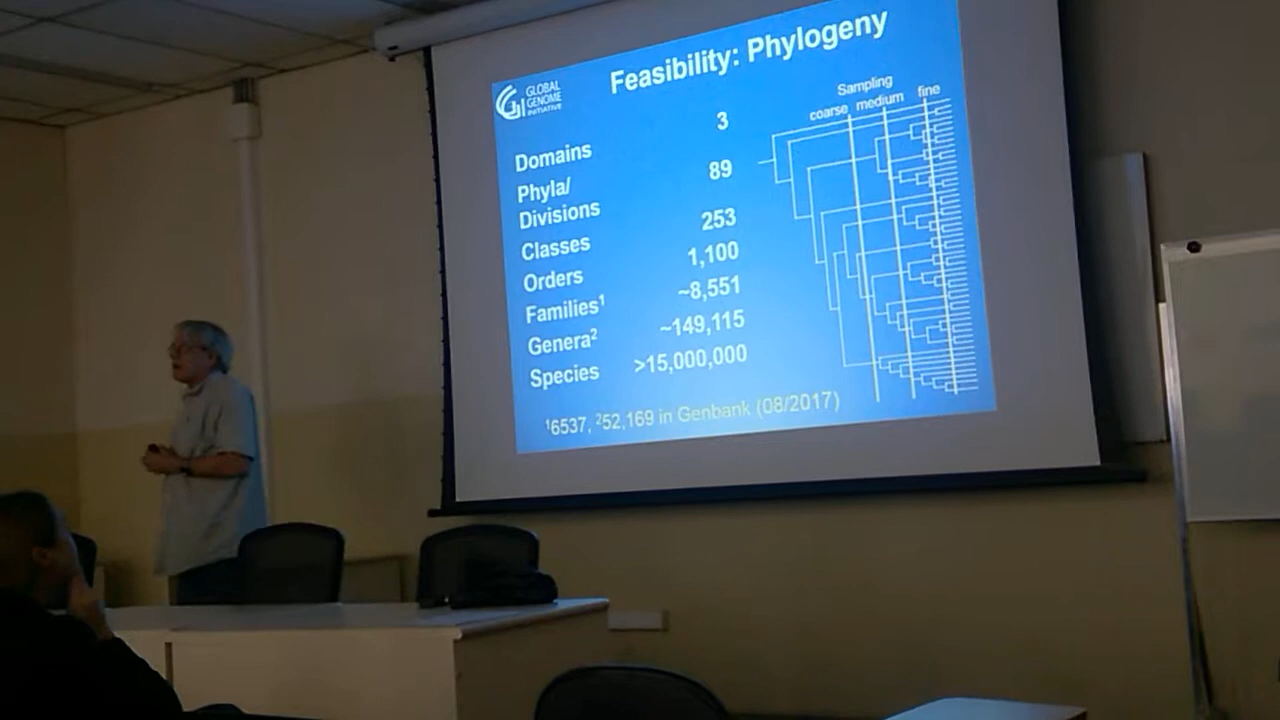 GLOBAL
GENOME
INITIATIVE
Feasibility: Phylogeny
Sampling
coarse medium fine
Domains 3
Phyla/
Divisions 89
Classes 253
Orders 1,100
Families¹ ~8,551
Genera² ~149,115
Species >15,000,000
¹6537, ²52,169 in Genbank (08/2017)